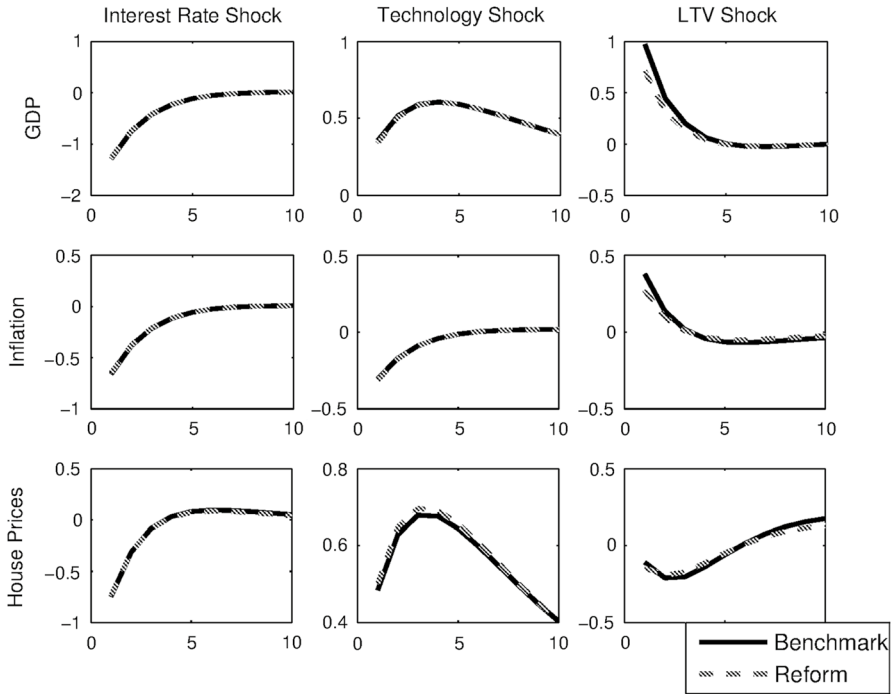 Interest Rate Shock Technology Shock LTV Shock
GDP
1 0 −1 −2
0 5 10
1 0.5 0
0 5 10
1 0.5 0 −0.5
0 5 10
Inflation
0.5 0 −0.5 −1
0 5 10
0.5 0 −0.5
0 5 10
0.5 0 −0.5
0 5 10
House Prices
0.5 0 −0.5 −1
0 5 10
0.8 0.6 0.4
0 5 10
0.5 0 −0.5
0
Benchmark
Reform